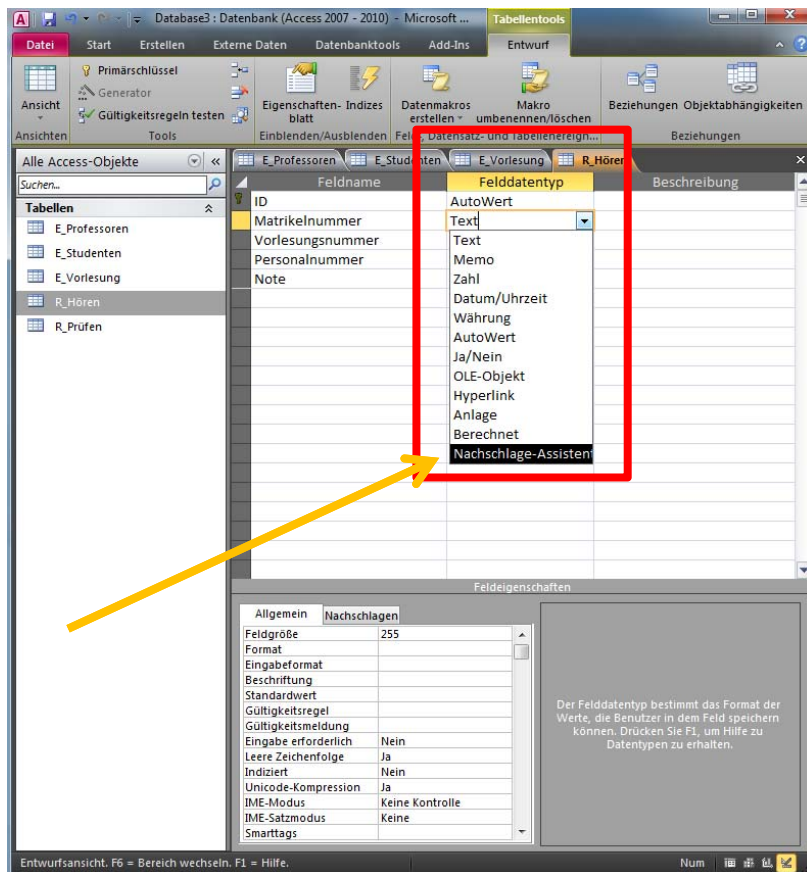 Database3 : Datenbank (Access 2007 - 2010) - Microsoft ...
Tabellentools
Datei Start Erstellen Externe Daten Datenbanktools Add-Ins Entwurf
Ansicht
Primärschlüssel
Generator
Gültigkeitsregeln testen
Eigenschaften-
blatt
Indizes
Datenmakros
erstellen
Makro
umbenennen/löschen
Beziehungen
Objektabhängigkeiten
Ansichten Tools Einblenden/Ausblenden Feld-, Datensatz- und Tabellenereign... Beziehungen
Alle Access-Objekte
Suchen...
Tabellen
E_Professoren
E_Studenten
E_Vorlesung
R_Hören
R_Prüfen
E_Professoren E_Studenten E_Vorlesung R_Hören
Feldname Felddatentyp Beschreibung
ID AutoWert
Matrikelnummer Text
Vorlesungsnummer
Personalnummer
Note
Text
Memo
Zahl
Datum/Uhrzeit
Währung
AutoWert
Ja/Nein
OLE-Objekt
Hyperlink
Anlage
Berechnet
Nachschlage-Assistent
Feldeigenschaften
Allgemein Nachschlagen
Feldgröße 255
Format
Eingabeformat
Beschriftung
Standardwert
Gültigkeitsregel
Gültigkeitsmeldung
Eingabe erforderlich Nein
Leere Zeichenfolge Ja
Indiziert Nein
Unicode-Kompression Ja
IME-Modus Keine Kontrolle
IME-Satzmodus Keine
Smarttags
Der Felddatentyp bestimmt das Format der
Werte, die Benutzer in dem Feld speichern
können. Drücken Sie F1, um Hilfe zu
Datentypen zu erhalten.
Entwurfsansicht. F6 = Bereich wechseln. F1 = Hilfe. Num